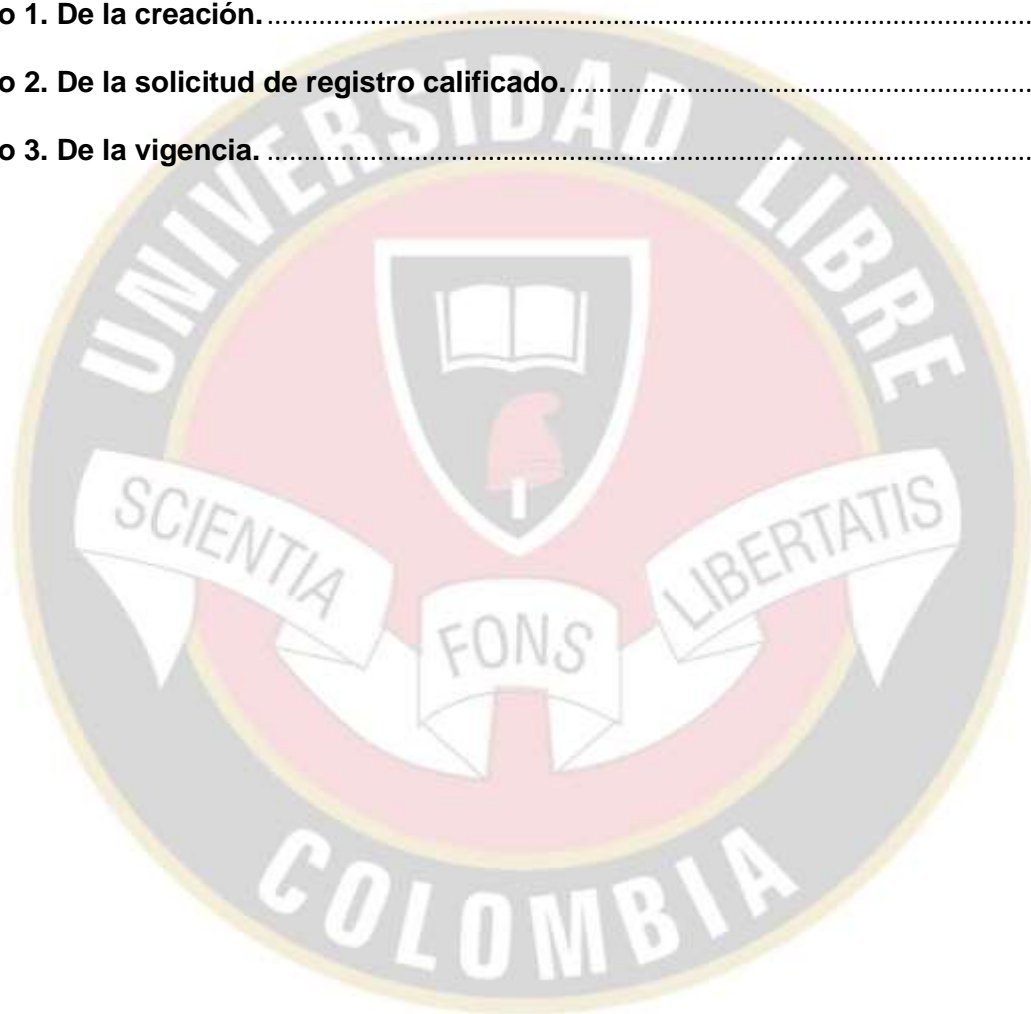 o 1. De la creación. ........................................................................................................
o 2. De la solicitud de registro calificado. ................................................................
o 3. De la vigencia. ........................................................................................................
UNIVERSIDAD LIBRE
SCIENTIA
FONS
LIBERTATIS
COLOMBIA